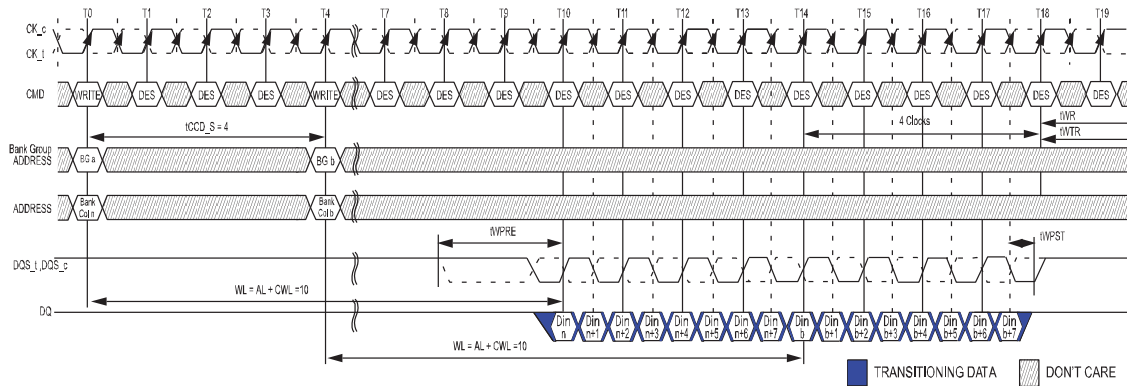 T0 T1 T2 T3 T4 T7 T8 T9 T10 T11 T12 T13 T14 T15 T16 T17 T18 T19
CK_c
CK_t
CMD WRITE DES DES DES WRITE DES DES DES DES DES DES DES DES DES DES DES DES DES
tCCD_S = 4
4 Clocks
tWR
tWTR
Bank Group
ADDRESS
BG a
BG b
ADDRESS
Bank
Col n
Bank
Col b
tWPRE
tWPST
DQS_t ,DQS_c
WL = AL + CWL =10
DQ
Din n
Din n+1
Din n+2
Din n+3
Din n+4
Din n+5
Din n+6
Din n+7
Din b
Din b+1
Din b+2
Din b+3
Din b+4
Din b+5
Din b+6
Din b+7
WL = AL + CWL =10
TRANSITIONING DATA
DON'T CARE